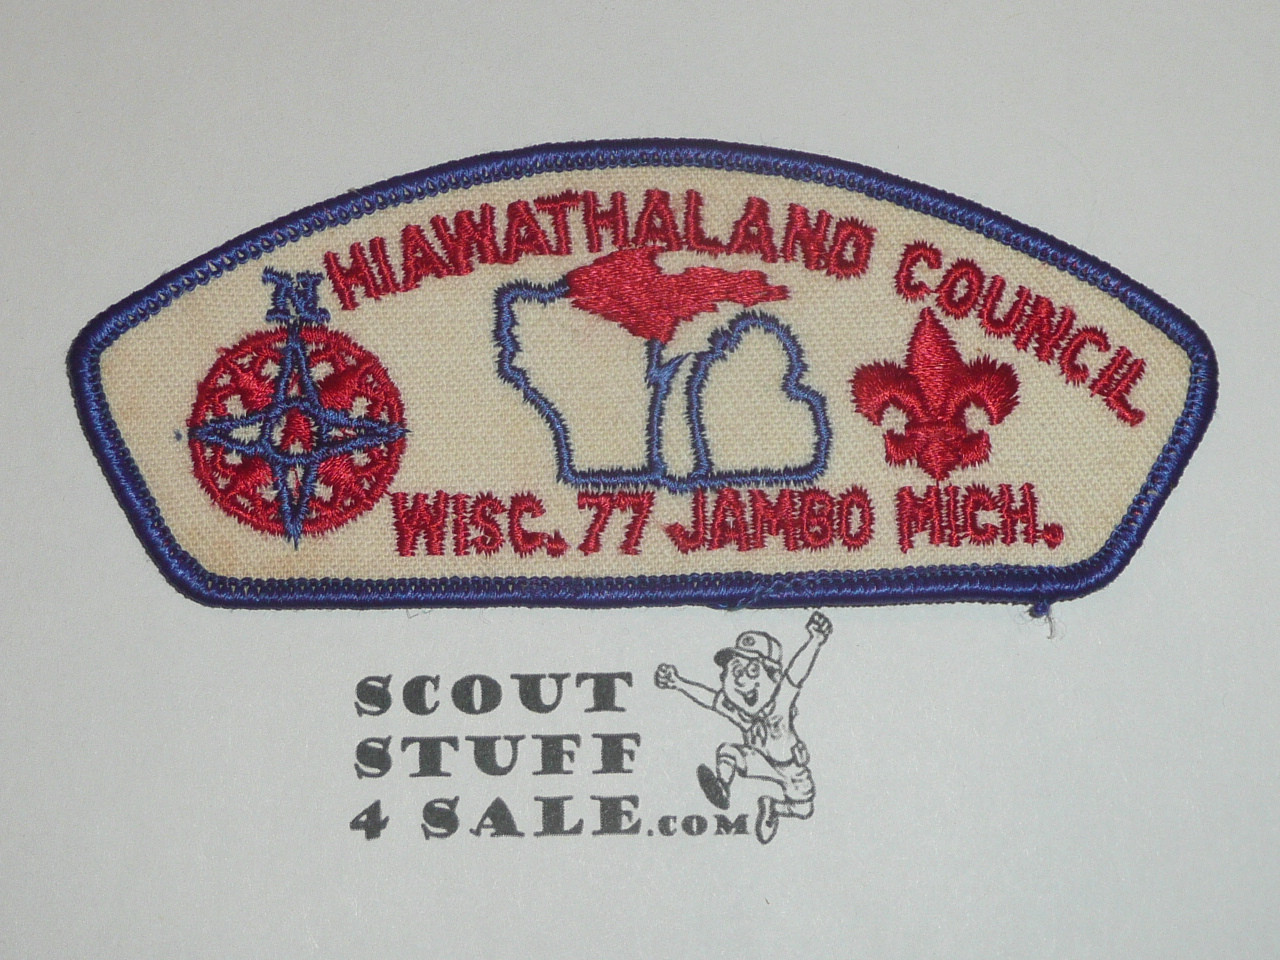 HIAWATHALAND COUNCIL
N
WISC. 77 JAMBO MICH.
SCOUT
STUFF
4 SALE.COM